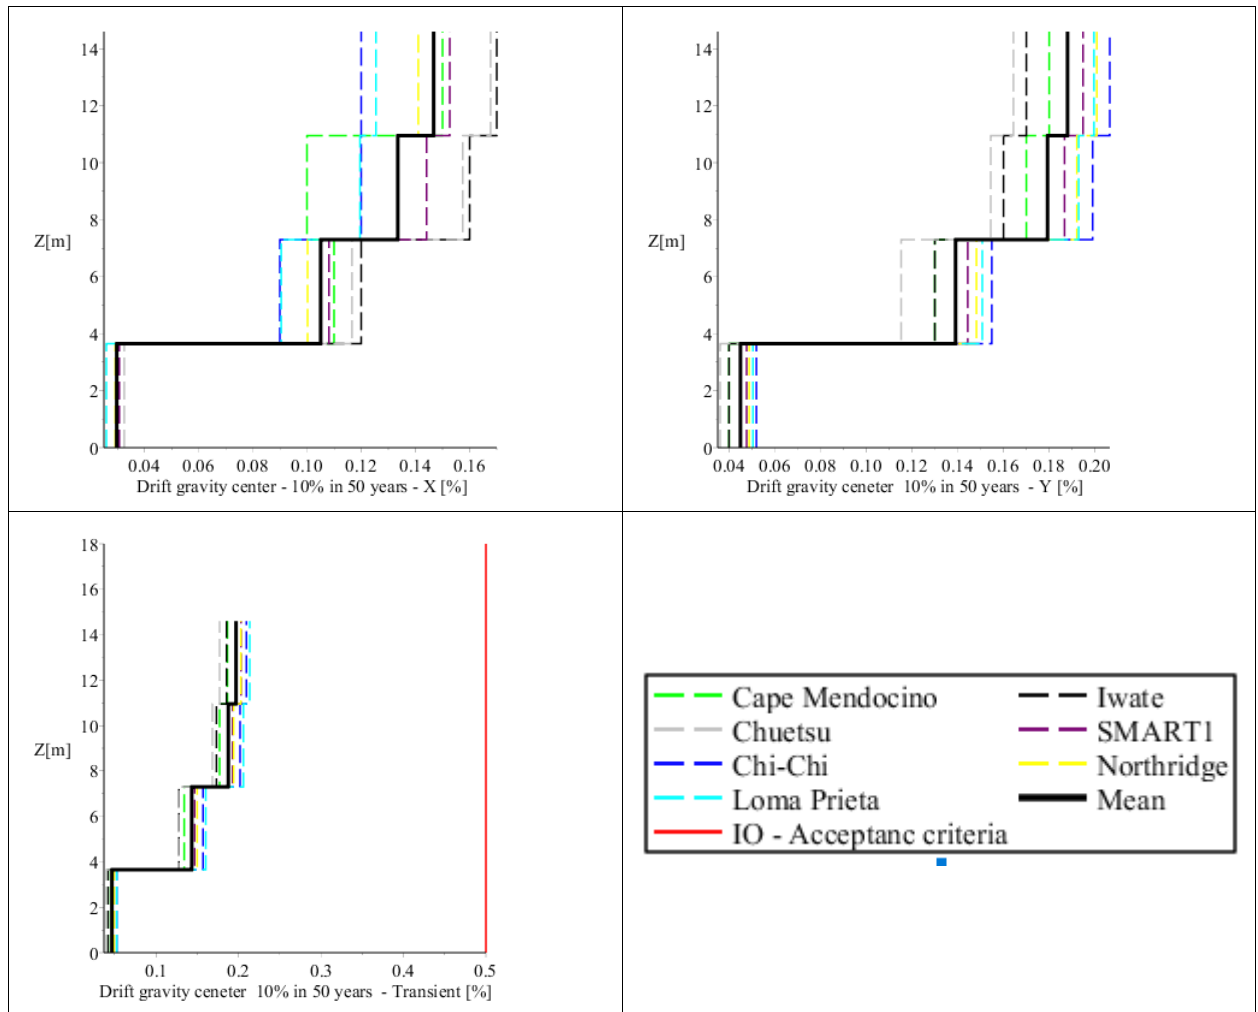 14
12
10
8
Z[m]
6
4
2
0
0.04 0.06 0.08 0.10 0.12 0.14 0.16
Drift gravity center - 10% in 50 years - X [%]
14
12
10
8
Z[m]
6
4
2
0
0.04 0.06 0.08 0.10 0.12 0.14 0.16 0.18 0.20
Drift gravity ceneter 10% in 50 years - Y [%]
18
16
14
12
10
Z[m]
8
6
4
2
0
0.1 0.2 0.3 0.4 0.5
Drift gravity ceneter 10% in 50 years - Transient [%]
Cape Mendocino Iwate
Chuetsu SMART1
Chi-Chi Northridge
Loma Prieta Mean
IO - Acceptanc criteria